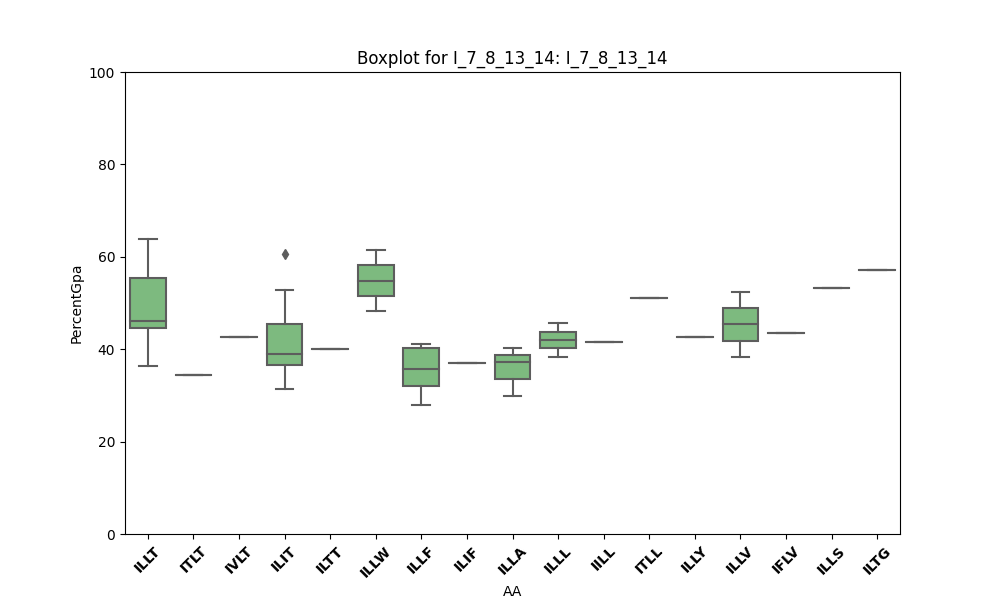 Boxplot for I_7_8_13_14: I_7_8_13_14
100
80
60
40
20
0
PercentGpa
ILLT ITLT IVLT ILIT ILTT ILLW ILLF ILIF ILLA ILLL IILL ITLL ILLY ILLV IFLV ILLS ILTG
AA